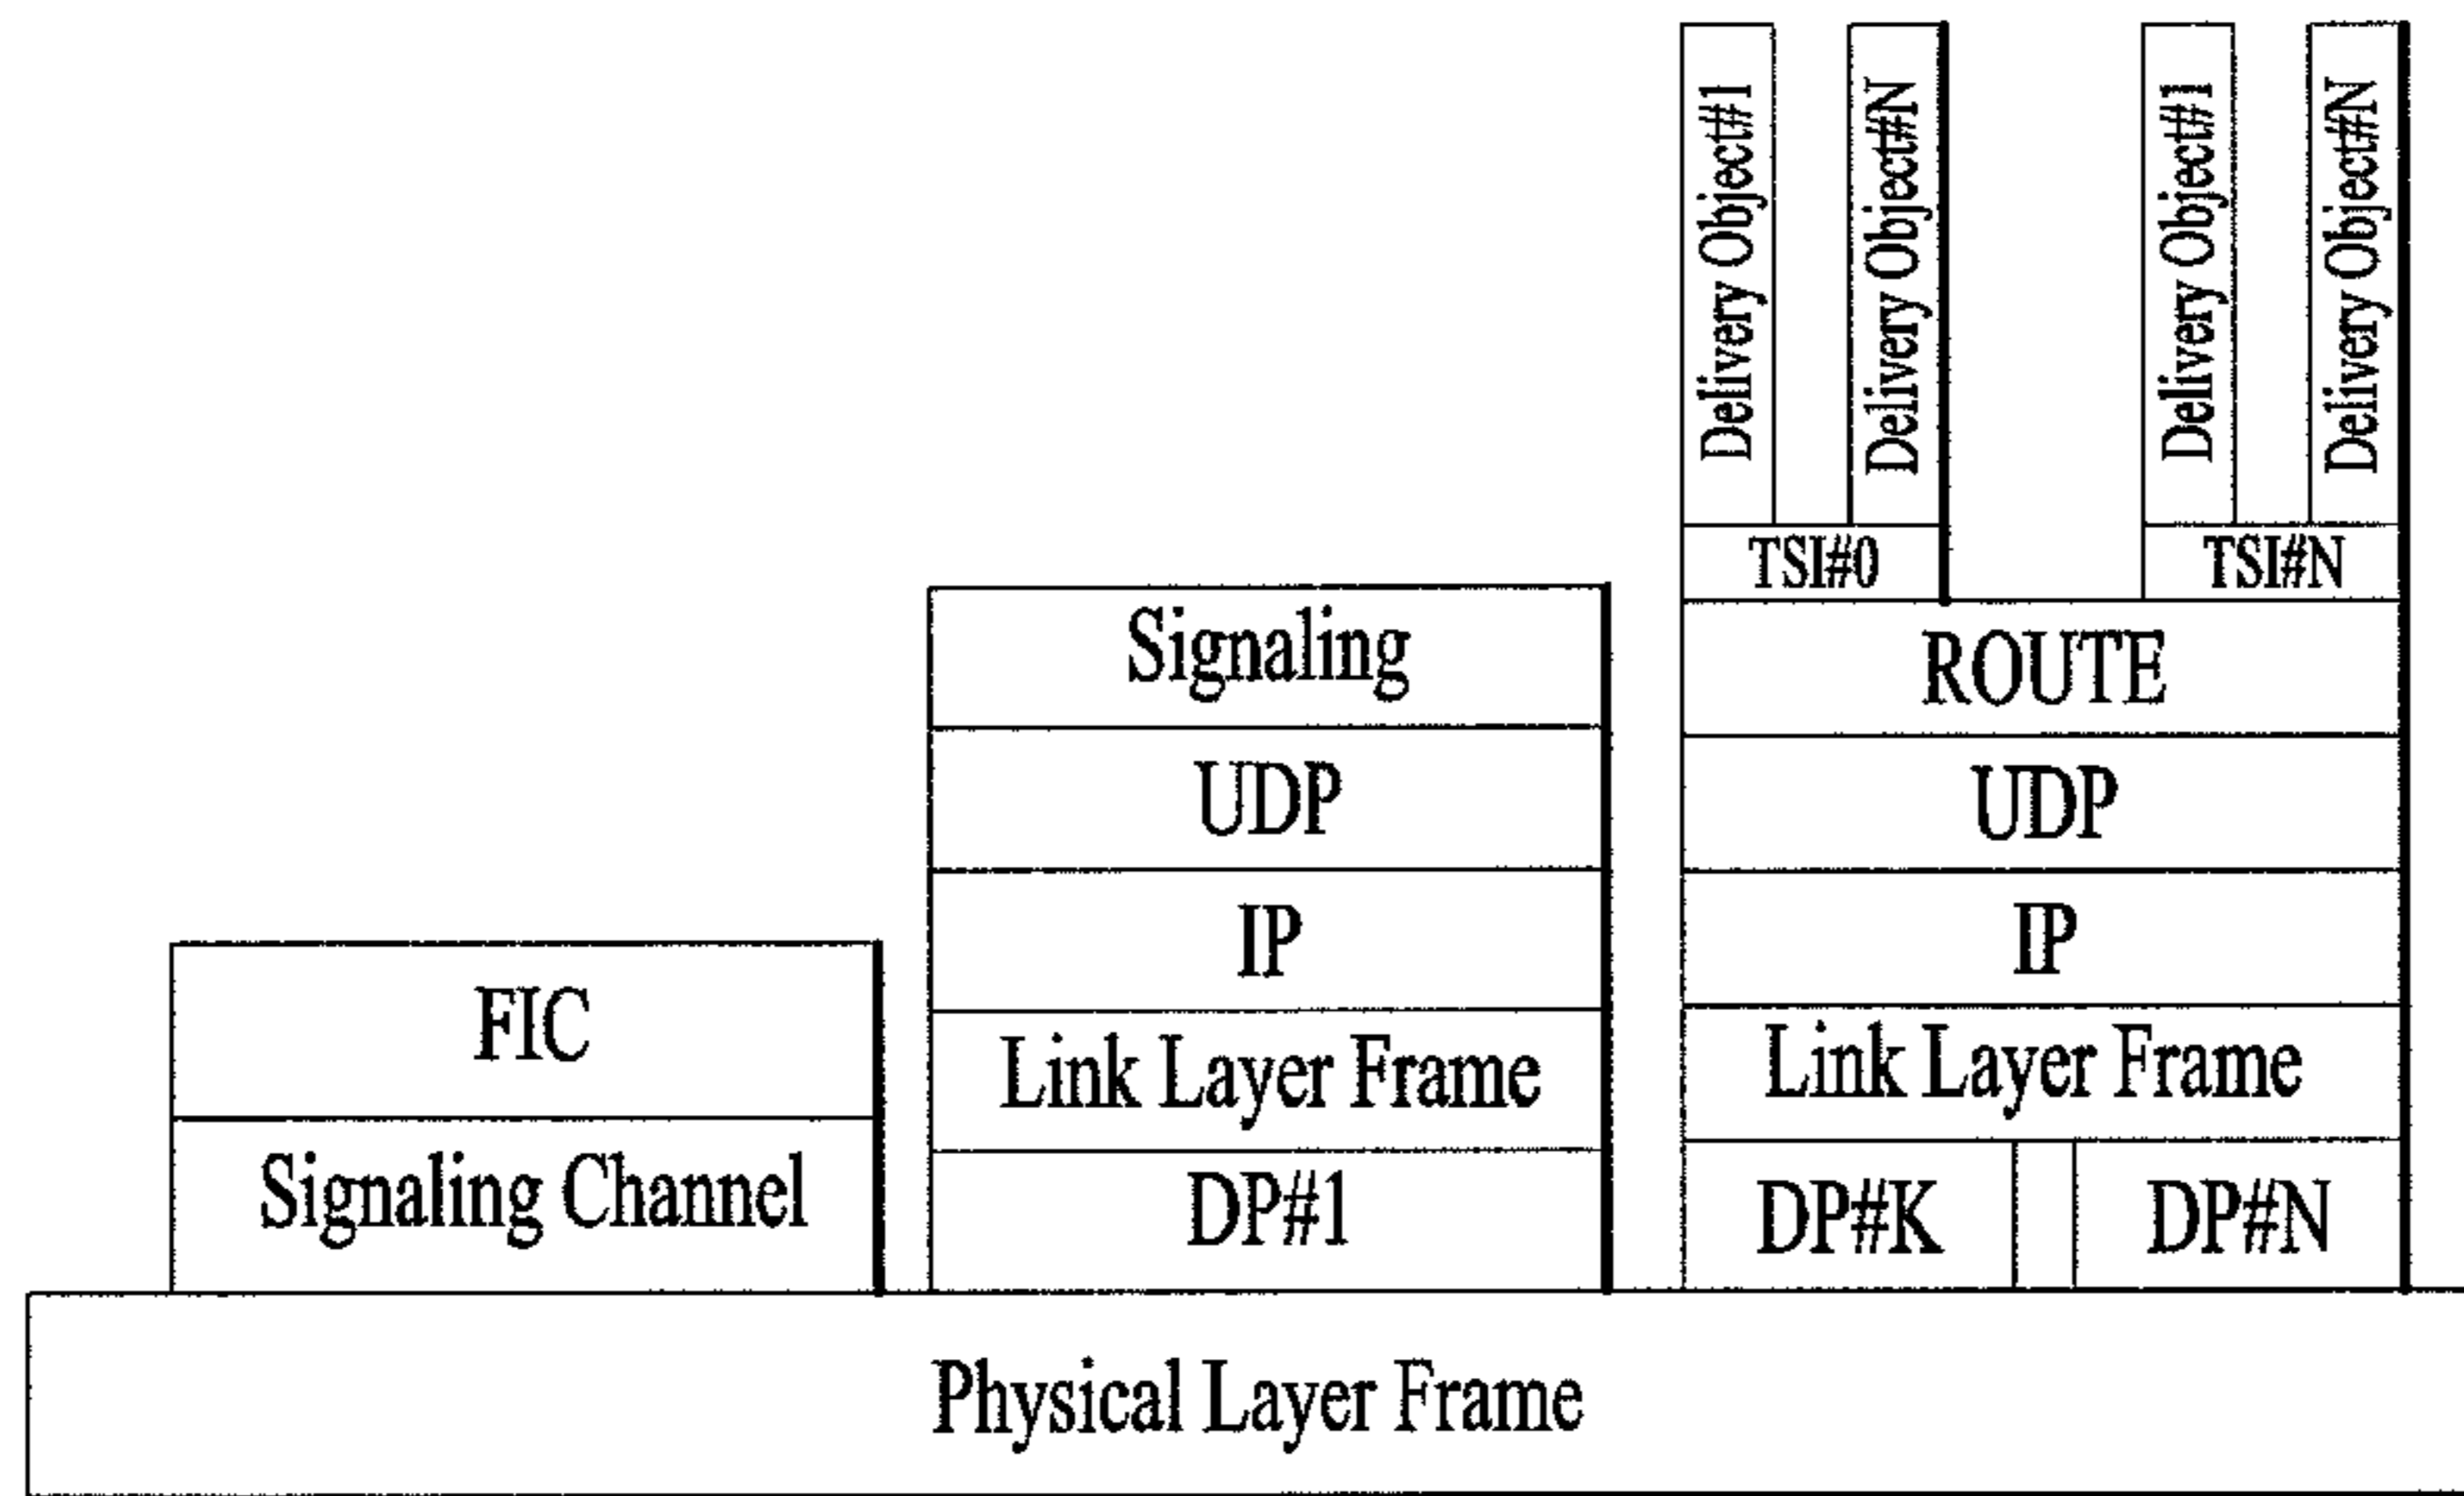 Delivery Object#1
Delivery Object#N
Delivery Object#1
Delivery Object#N
TSI#0
TSI#N
Signaling
ROUTE
UDP
UDP
IP
IP
FIC
Link Layer Frame
Link Layer Frame
Signaling Channel
DP#1
DP#K
DP#N
Physical Layer Frame